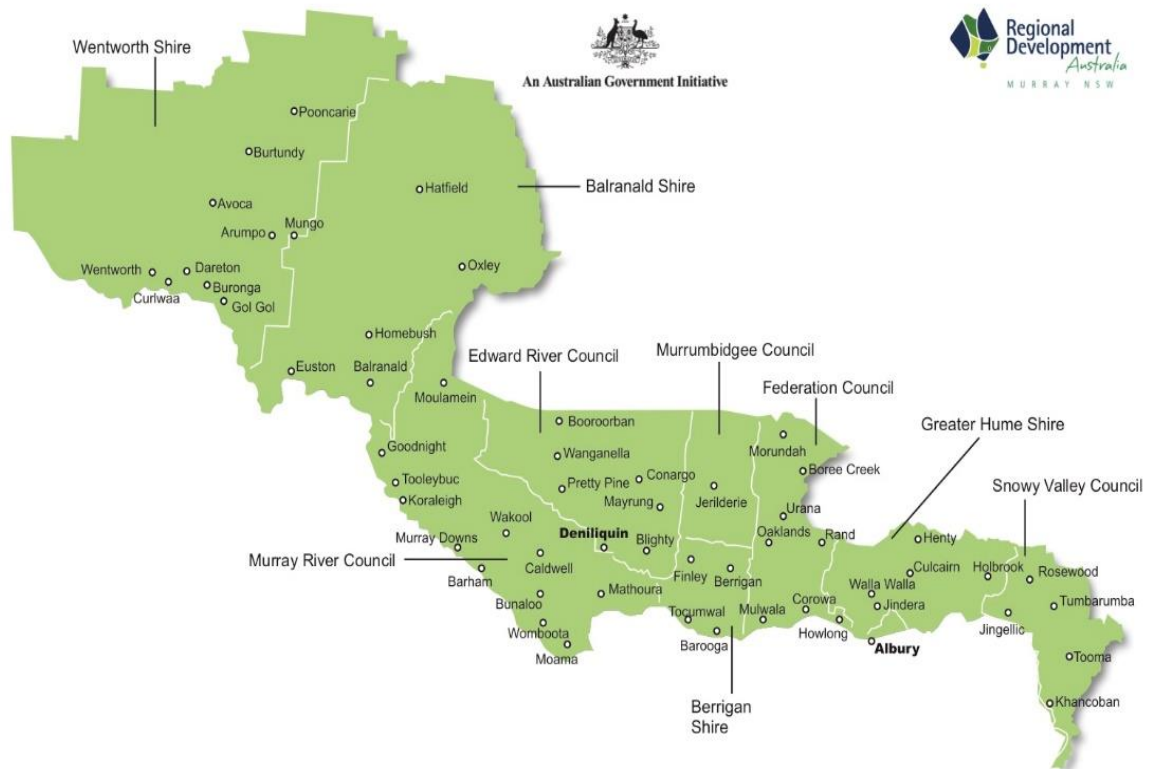 Wentworth Shire
An Australian Government Initiative
Regional
Development
Australia
MURRAY NSW
Pooncarie
Burtundy
Hatfield
Balranald Shire
Avoca
Arumpo
Mungo
Oxley
Wentworth
Dareton
Curlwaa
Buronga
Gol Gol
Homebush
Euston
Balranald
Moulamein
Edward River Council
Murrumbidgee Council
Federation Council
Greater Hume Shire
Snowy Valley Council
Booroorban
Morundah
Goodnight
Wanganella
Boree Creek
Tooleybuc
Pretty Pine
Conargo
Jerilderie
Koraleigh
Mayrung
Urana
Wakool
Deniliquin
Oaklands
Rand
Henty
Murray Downs
Blighty
Murray River Council
Caldwell
Finley
Berrigan
Culcairn
Holbrook
Rosewood
Barham
Mathoura
Walla Walla
Bunaloo
Tocumwal
Mulwala
Corowa
Jindera
Tumbarumba
Jingellic
Womboota
Barooga
Howlong
Moama
Albury
Tooma
Khancoban
Berrigan
Shire